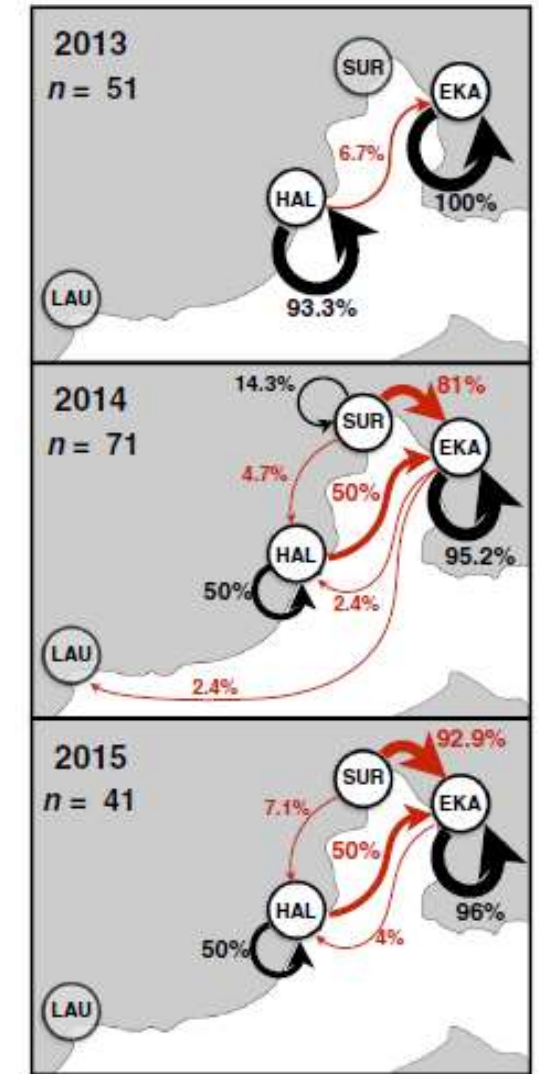 2013
n = 51
SUR
EKA
6.7%
HAL
100%
LAU
93.3%
2014
n = 71
14.3%
81%
SUR
EKA
4.7%
50%
HAL
95.2%
50%
2.4%
LAU
2.4%
2015
n = 41
92.9%
SUR
EKA
7.1%
50%
HAL
96%
50%
4%
LAU